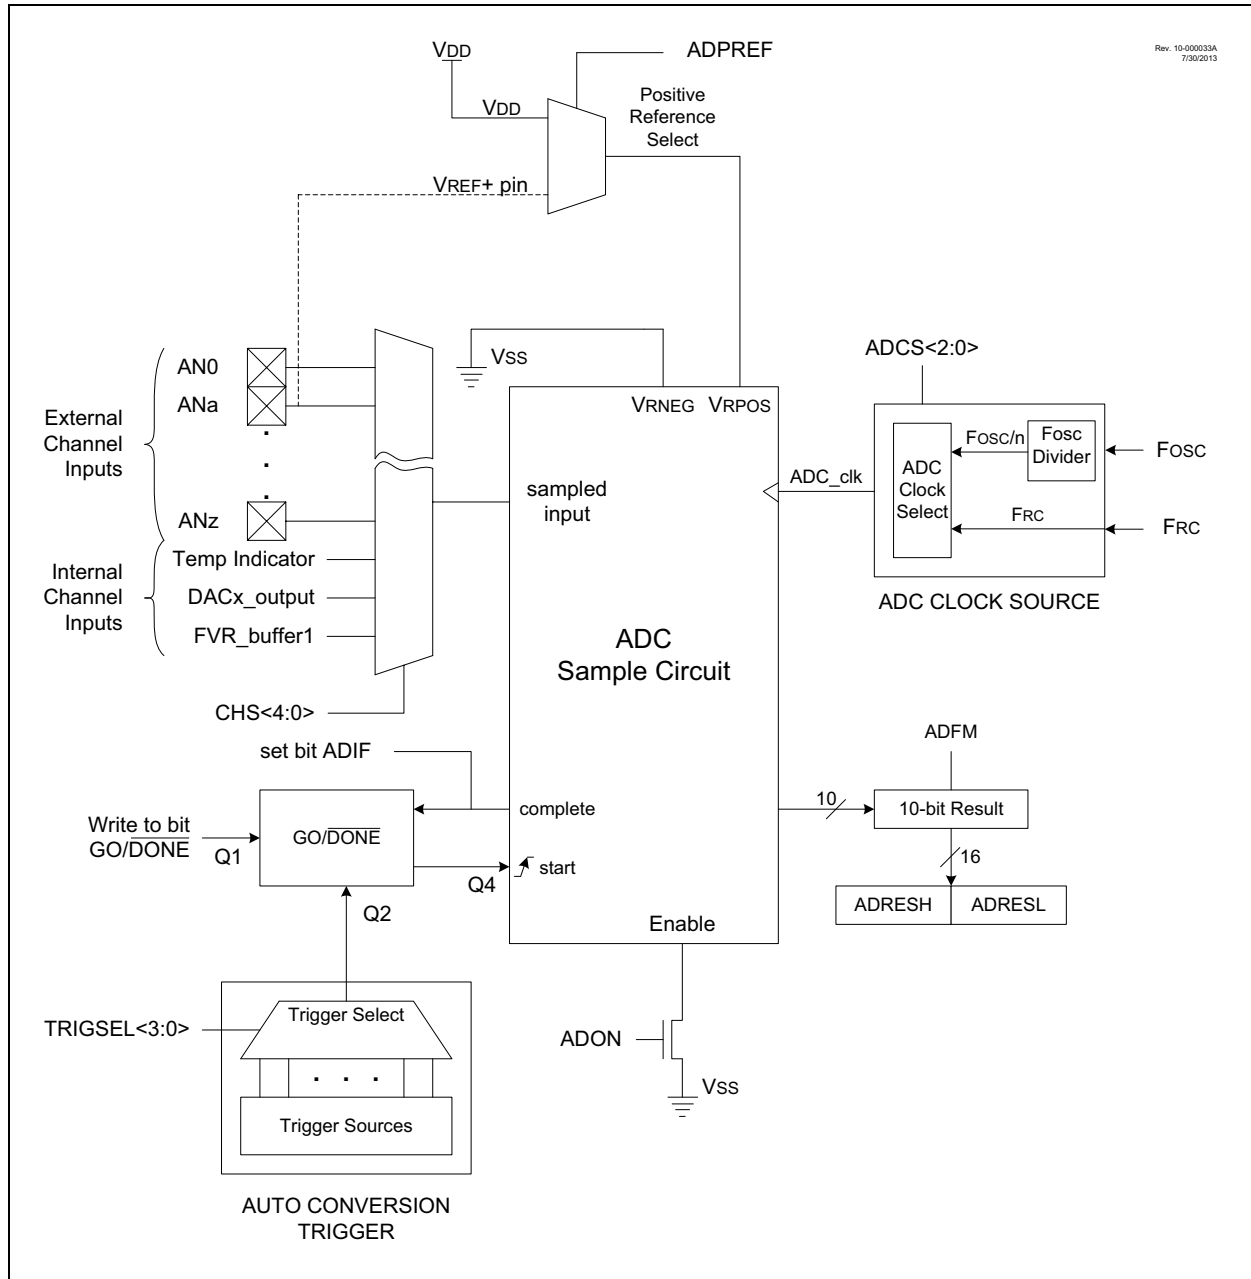 Rev. 10-000033A
7/30/2013
VDD
ADPREF
VDD
Positive
Reference
Select
VREF+ pin
External
Channel
Inputs
AN0
ANa
.
.
.
ANz
VSS
VRNEG VRPOS
ADCS<2:0>
ADC
Clock
Select
FOSC/n
Fosc
Divider
FOSC
FRC
FRC
ADC_clk
ADC CLOCK SOURCE
sampled
input
Internal
Channel
Inputs
Temp Indicator
DACx_output
FVR_buffer1
CHS<4:0>
ADC
Sample Circuit
set bit ADIF
complete
Write to bit
GO/DONE
Q1
GO/DONE
Q4
start
Q2
ADFM
10
10-bit Result
16
ADRESH ADRESL
Enable
ADON
VSS
TRIGSEL<3:0>
Trigger Select
. . .
Trigger Sources
AUTO CONVERSION
TRIGGER